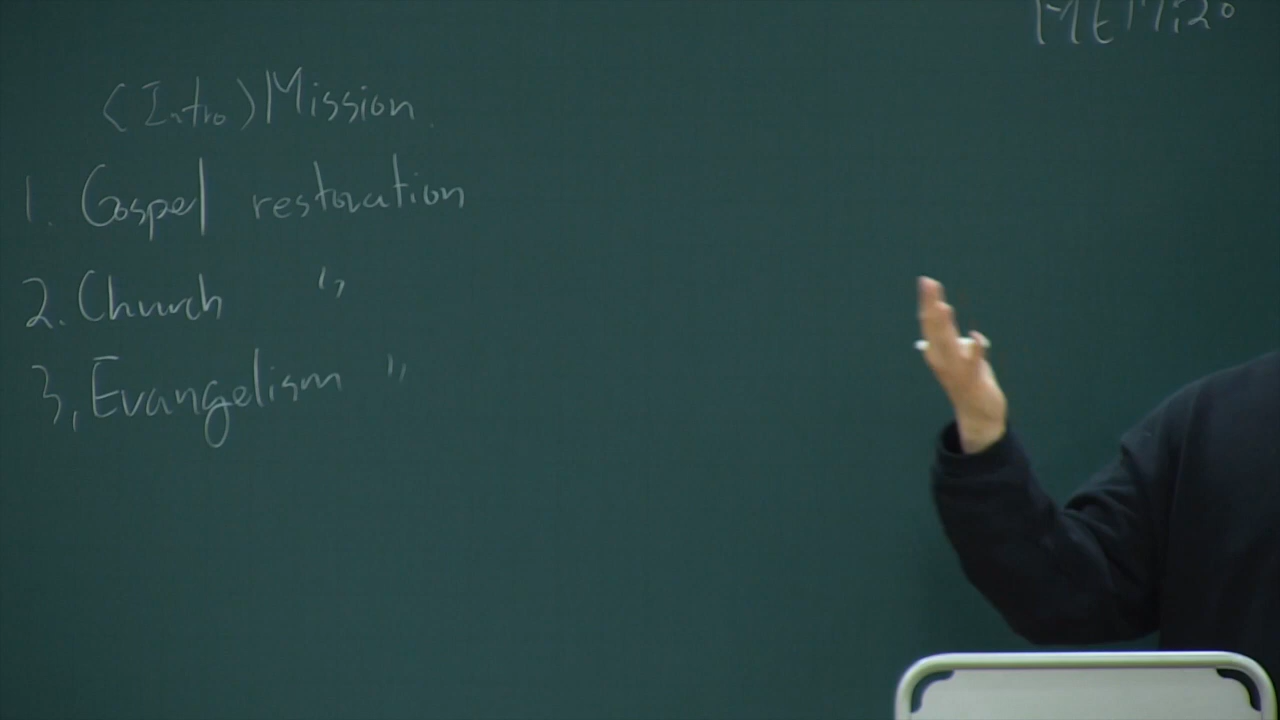 (Intro) Mission
1. Gospel restoration
2. Church "
3, Evangelism "